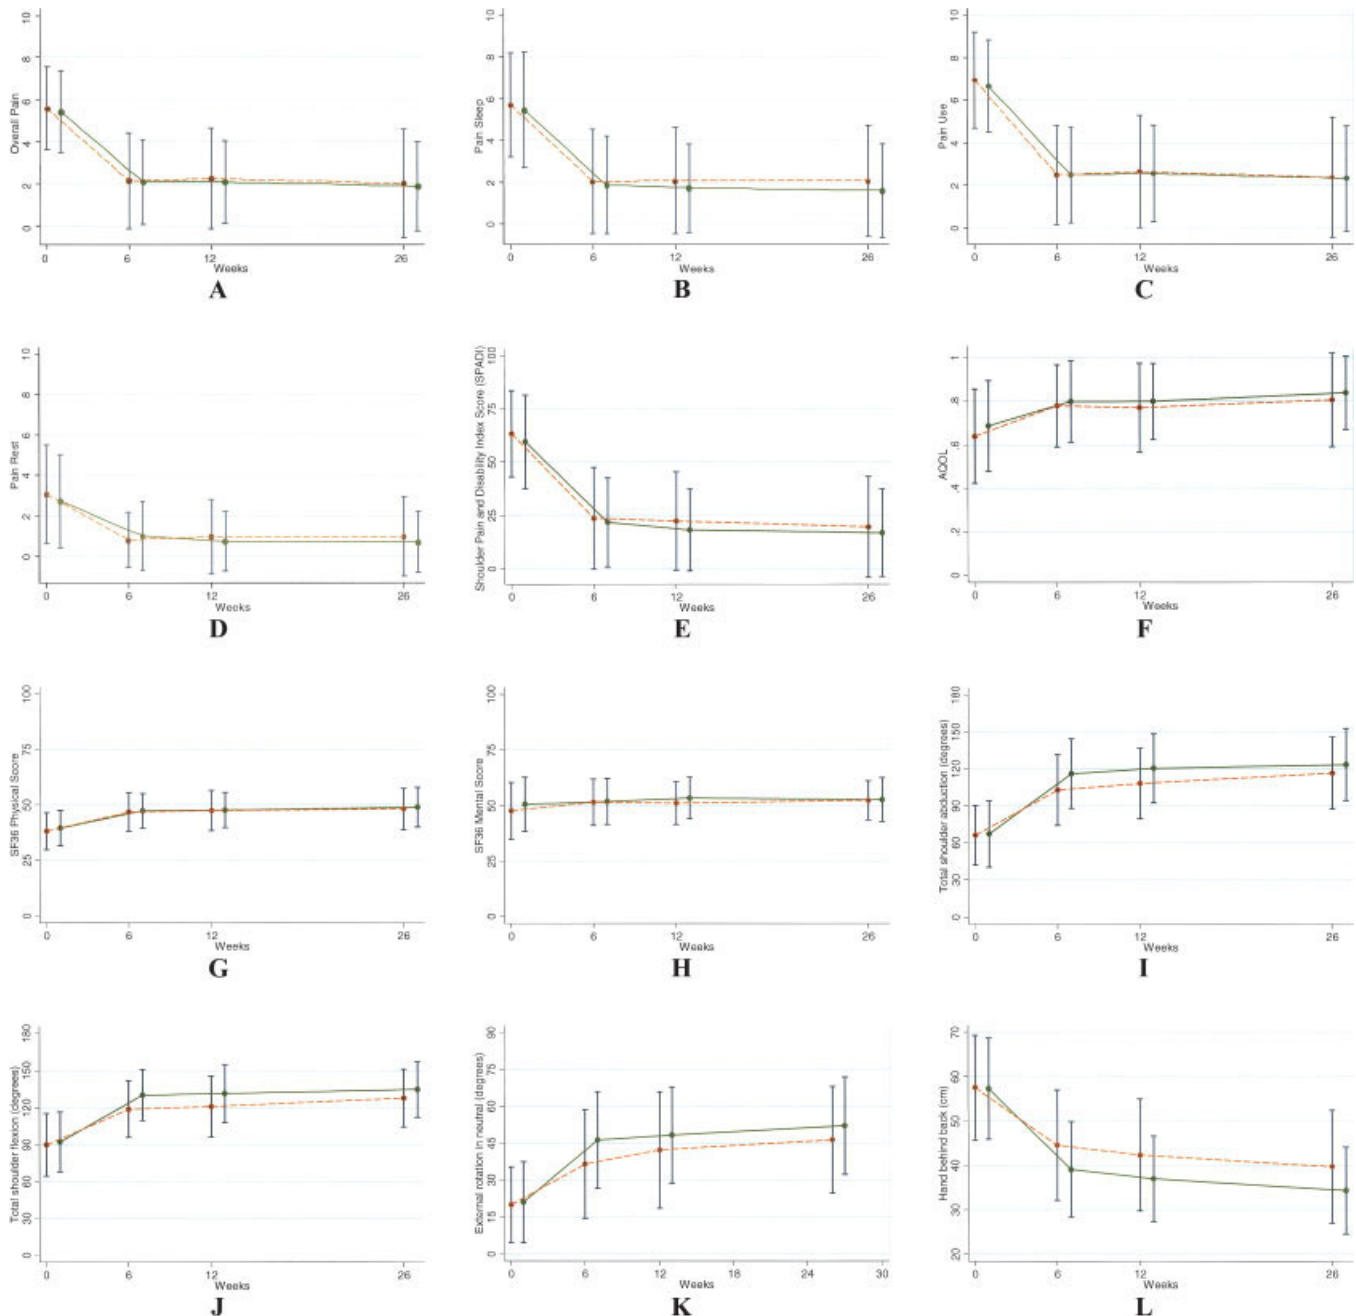 Overall Pain
0 2 4 6 8 10
0 6 12 26
Weeks
A
Pain Sleep
0 2 4 6 8 10
0 6 12 26
Weeks
B
Pain Use
0 2 4 6 8 10
0 6 12 26
Weeks
C
Pain Rest
0 2 4 6 8 10
0 6 12 26
Weeks
D
Shoulder Pain and Disability Index Score (SPADI)
0 25 50 75 100
0 6 12 26
Weeks
E
AQOL
0 .2 .4 .6 .8 1
0 6 12 26
Weeks
F
SF36 Physical Score
0 25 50 75 100
0 6 12 26
Weeks
G
SF36 Mental Score
0 25 50 75 100
0 6 12 26
Weeks
H
Total shoulder abduction (degrees)
0 30 60 90 120 150 180
0 6 12 26
Weeks
I
Total shoulder flexion (degrees)
0 30 60 90 120 150 180
0 6 12 26
Weeks
J
External rotation in neutral (degrees)
0 15 30 45 60 75 90
0 6 12 18 24 30
Weeks
K
Hand behind back (cm)
20 30 40 50 60 70
0 6 12 26
Weeks
L